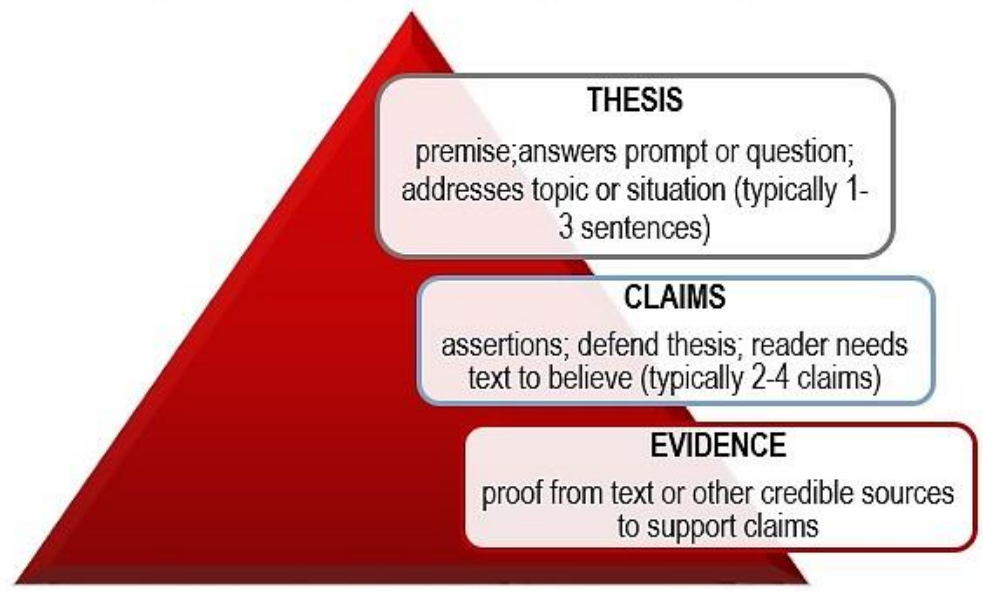 THESIS
premise;answers prompt or question;
addresses topic or situation (typically 1-
3 sentences)
CLAIMS
assertions; defend thesis; reader needs
text to believe (typically 2-4 claims)
EVIDENCE
proof from text or other credible sources
to support claims